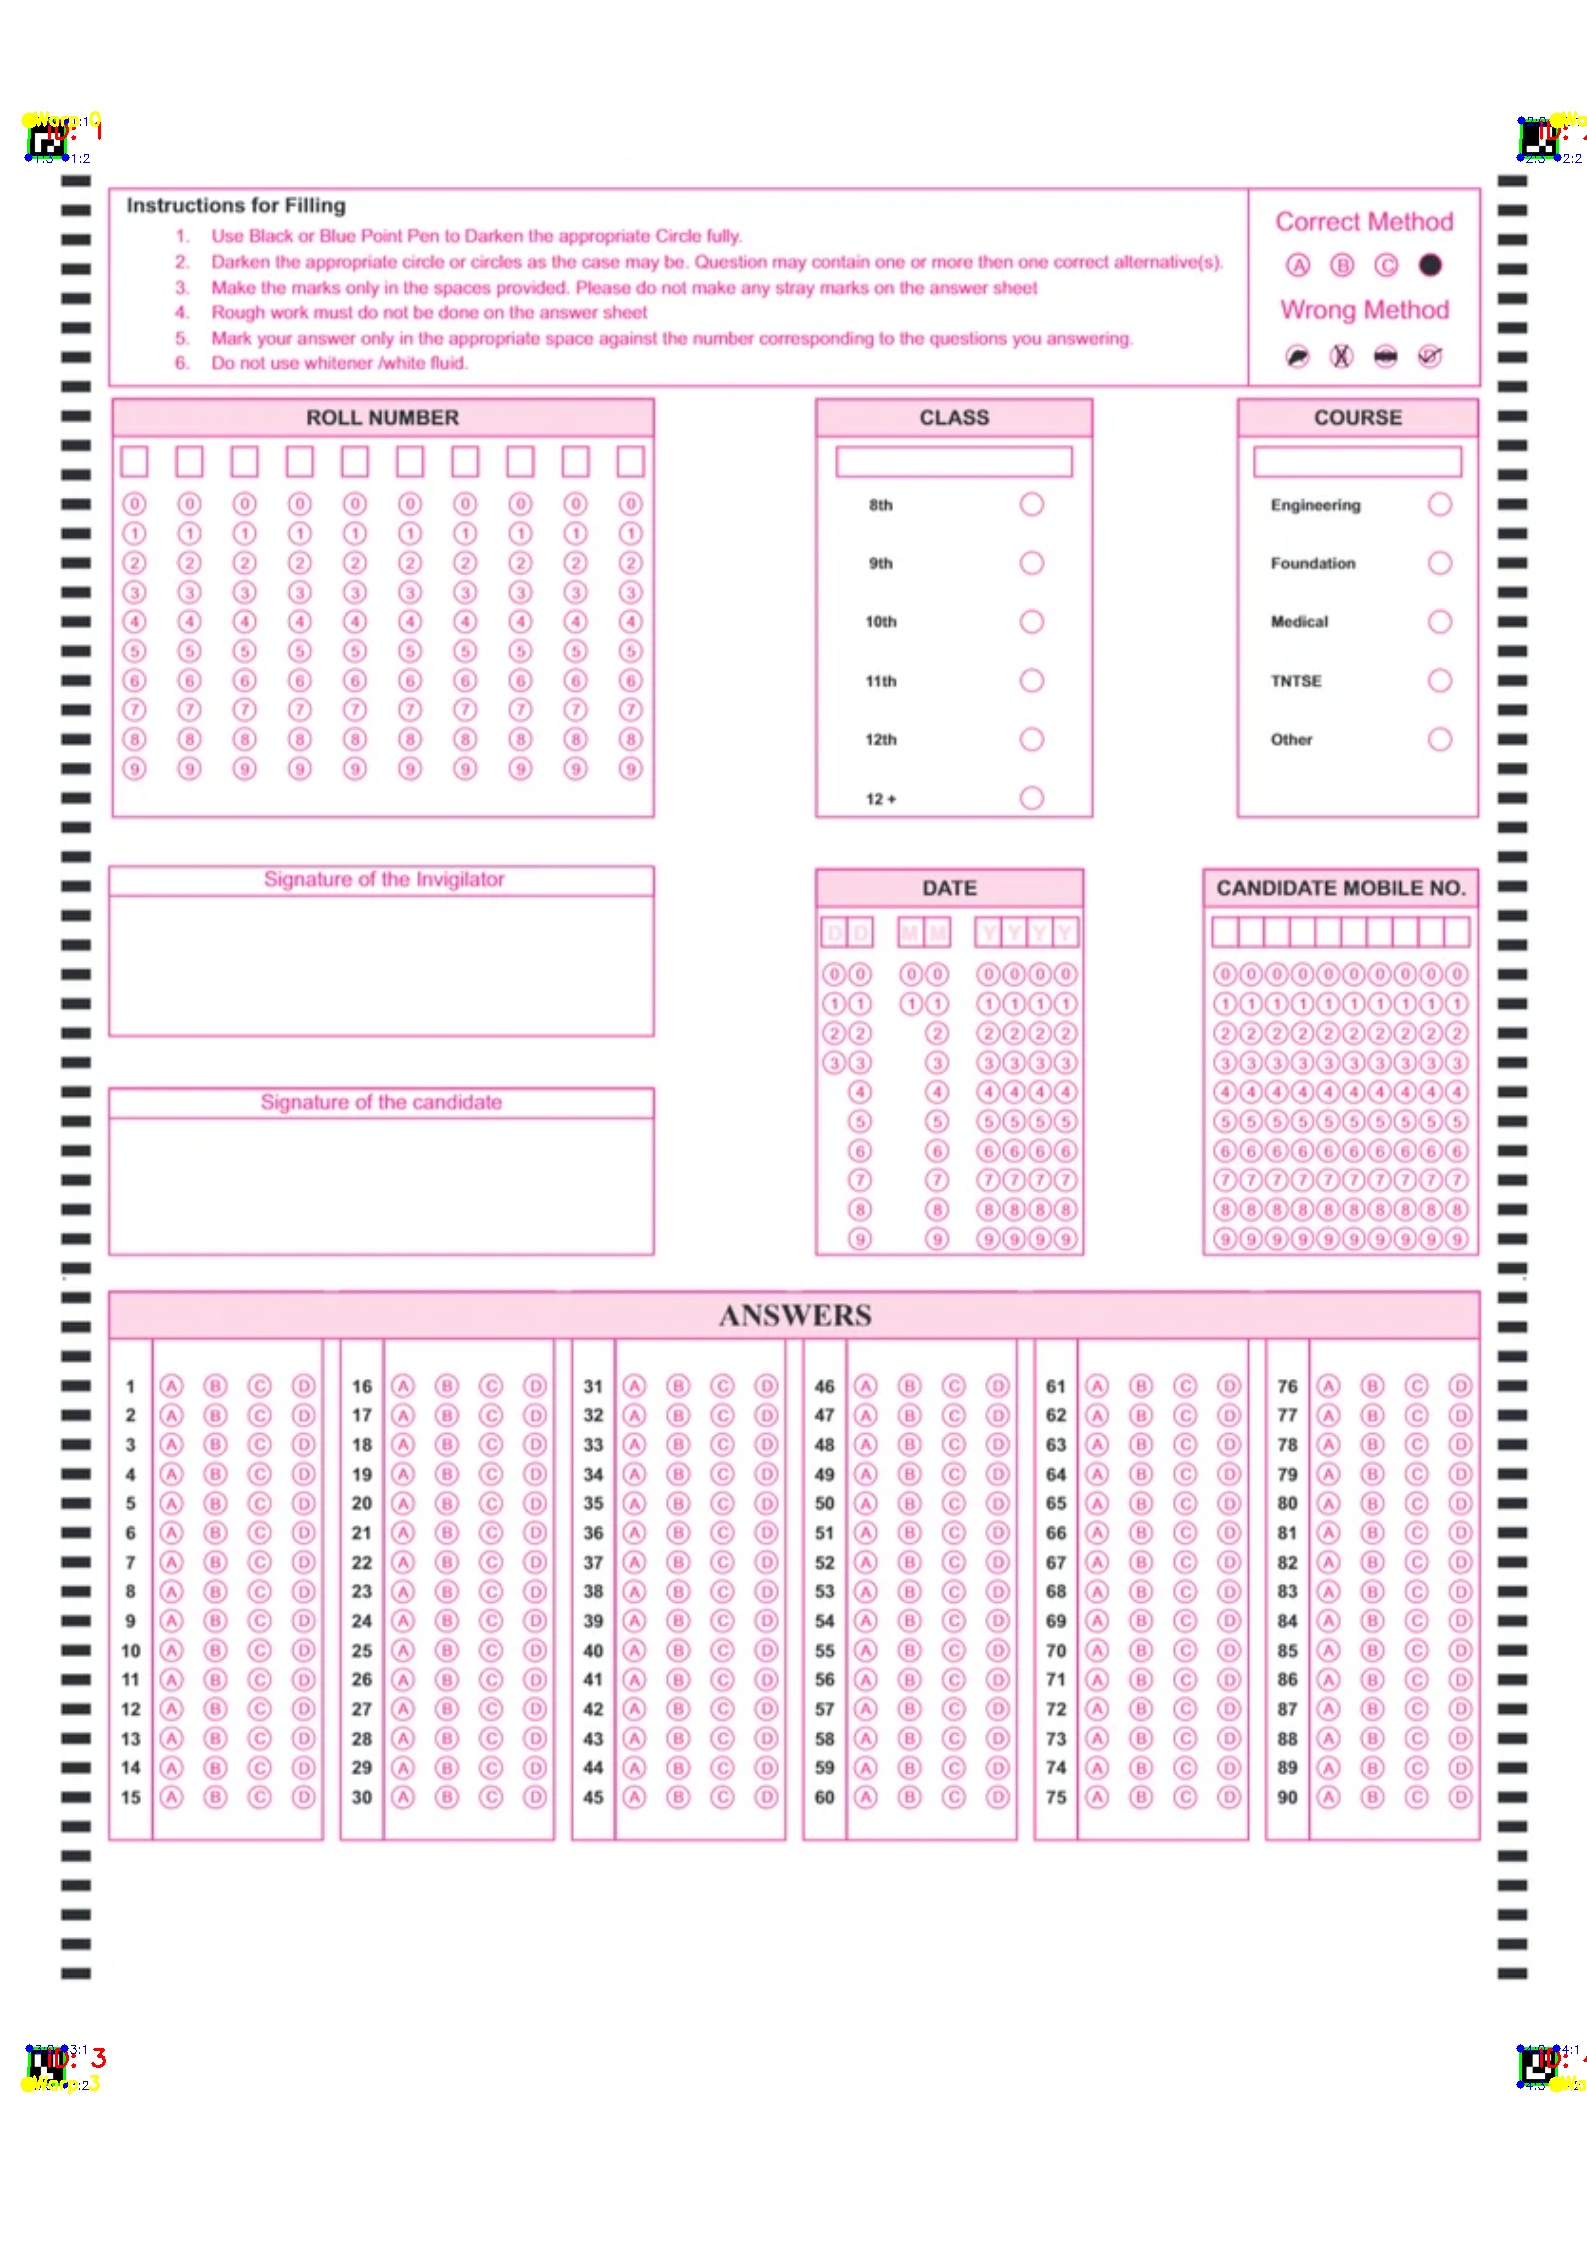 Warp 0
ID: 1
1:2
2:2
Instructions for Filling
1. Use Black or Blue Point Pen to Darken the appropriate Circle fully.
2. Darken the appropriate circle or circles as the case may be. Question may contain one or more then one correct alternative(s).
3. Make the marks only in the spaces provided. Please do not make any stray marks on the answer sheet
4. Rough work must do not be done on the answer sheet
5. Mark your answer only in the appropriate space against the number corresponding to the questions you answering.
6. Do not use whitener /white fluid.
Correct Method
A B C
Wrong Method
ROLL NUMBER
0 0 0 0 0 0 0 0 0 0
1 1 1 1 1 1 1 1 1 1
2 2 2 2 2 2 2 2 2 2
3 3 3 3 3 3 3 3 3 3
4 4 4 4 4 4 4 4 4 4
5 5 5 5 5 5 5 5 5 5
6 6 6 6 6 6 6 6 6 6
7 7 7 7 7 7 7 7 7 7
8 8 8 8 8 8 8 8 8 8
9 9 9 9 9 9 9 9 9 9
CLASS
8th
9th
10th
11th
12th
12 +
COURSE
Engineering
Foundation
Medical
TNTSE
Other
Signature of the Invigilator
Signature of the candidate
DATE
D D M M Y Y Y Y
0 0 0 0 0 0 0 0
1 1 1 1 1 1 1 1
2 2 2 2 2 2 2
3 3 3 3 3 3 3
4 4 4 4 4 4
5 5 5 5 5 5
6 6 6 6 6 6
7 7 7 7 7 7
8 8 8 8 8 8
9 9 9 9 9 9
CANDIDATE MOBILE NO.
0 0 0 0 0 0 0 0 0 0
1 1 1 1 1 1 1 1 1 1
2 2 2 2 2 2 2 2 2 2
3 3 3 3 3 3 3 3 3 3
4 4 4 4 4 4 4 4 4 4
5 5 5 5 5 5 5 5 5 5
6 6 6 6 6 6 6 6 6 6
7 7 7 7 7 7 7 7 7 7
8 8 8 8 8 8 8 8 8 8
9 9 9 9 9 9 9 9 9 9
ANSWERS
1 A B C D 16 A B C D 31 A B C D 46 A B C D 61 A B C D 76 A B C D
2 A B C D 17 A B C D 32 A B C D 47 A B C D 62 A B C D 77 A B C D
3 A B C D 18 A B C D 33 A B C D 48 A B C D 63 A B C D 78 A B C D
4 A B C D 19 A B C D 34 A B C D 49 A B C D 64 A B C D 79 A B C D
5 A B C D 20 A B C D 35 A B C D 50 A B C D 65 A B C D 80 A B C D
6 A B C D 21 A B C D 36 A B C D 51 A B C D 66 A B C D 81 A B C D
7 A B C D 22 A B C D 37 A B C D 52 A B C D 67 A B C D 82 A B C D
8 A B C D 23 A B C D 38 A B C D 53 A B C D 68 A B C D 83 A B C D
9 A B C D 24 A B C D 39 A B C D 54 A B C D 69 A B C D 84 A B C D
10 A B C D 25 A B C D 40 A B C D 55 A B C D 70 A B C D 85 A B C D
11 A B C D 26 A B C D 41 A B C D 56 A B C D 71 A B C D 86 A B C D
12 A B C D 27 A B C D 42 A B C D 57 A B C D 72 A B C D 87 A B C D
13 A B C D 28 A B C D 43 A B C D 58 A B C D 73 A B C D 88 A B C D
14 A B C D 29 A B C D 44 A B C D 59 A B C D 74 A B C D 89 A B C D
15 A B C D 30 A B C D 45 A B C D 60 A B C D 75 A B C D 90 A B C D
3:1
4:1
ID: 3
Warp 3